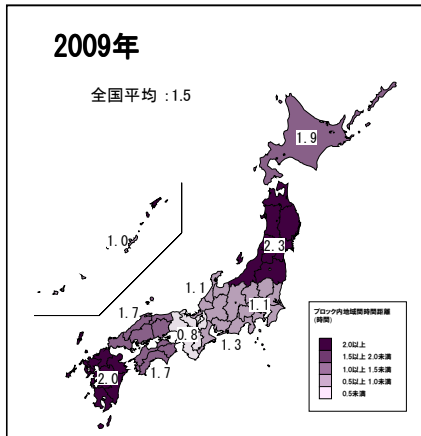 2009年
全国平均 :1.5
1.9
1.0
2.3
1.1
1.1
1.7
0.8
1.3
2.0
1.7
ブロック内地域間時間距離
(時間)
2.0以上
1.5以上 2.0未満
1.0以上 1.5未満
0.5以上 1.0未満
0.5未満